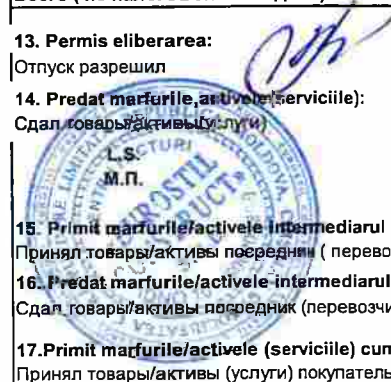 13. Permis eliberarea:
Отпуск разрешил
14. Predat marfurile,activele(serviciile):
Сдал товары/активы(услуги)
L.S.
М.П.
15. Primit marfurile/activele intermediarul
Принял товары/активы посредник ( перево
16. Predat marfurile/activele intermediarul
Сдал товары/активы посредник (перевозчи
17.Primit marfurile/activele (serviciile) cum
Принял товары/активы (услуги) покупатель